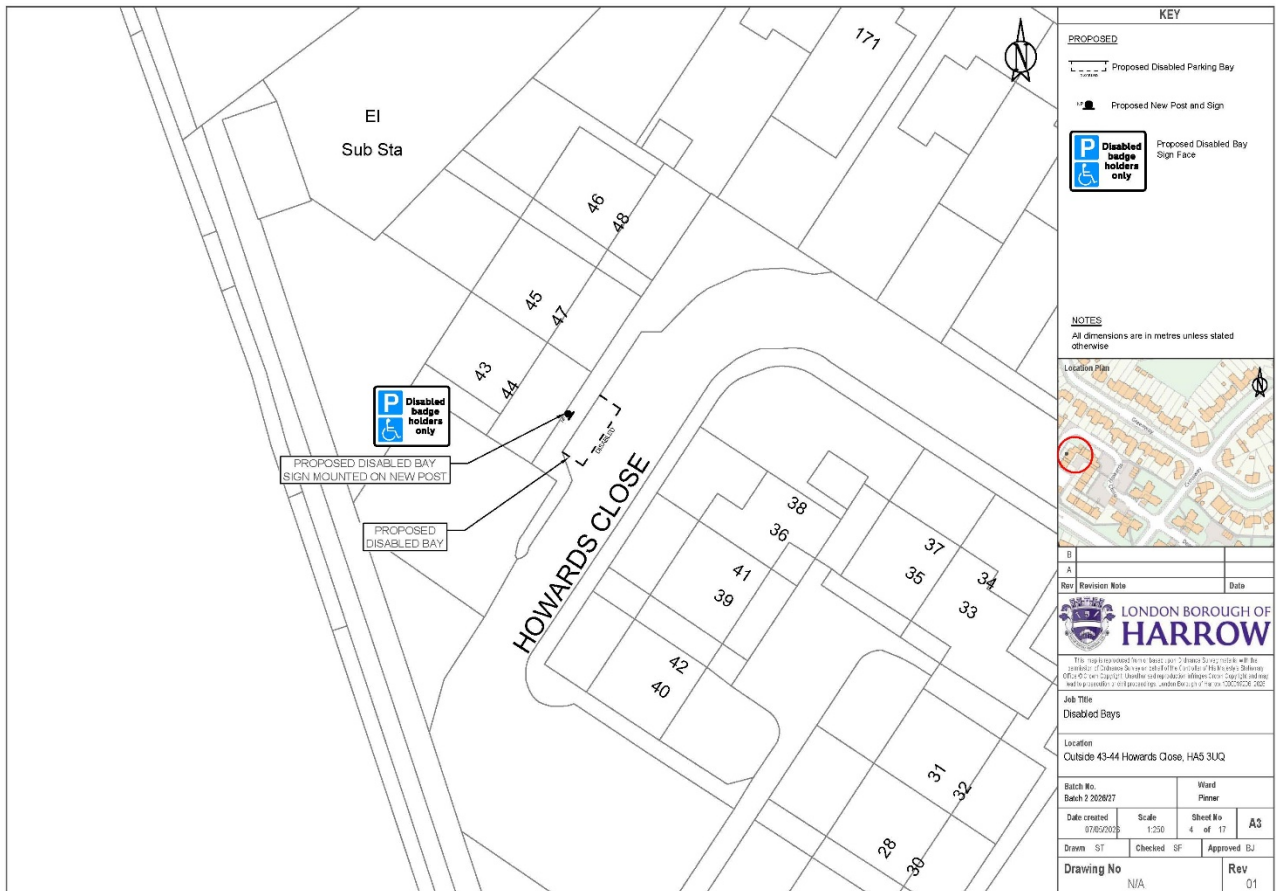 171
N
El
Sub Sta
46
48
45
47
43
44
P Disabled
badge
holders
only
PROPOSED DISABLED BAY
SIGN MOUNTED ON NEW POST
PROPOSED
DISABLED BAY
DISABLED
HOWARDS CLOSE
38
36
41
39
42
40
37
35
34
33
31
32
28
30
KEY
PROPOSED
Proposed Disabled Parking Bay
Proposed New Post and Sign
P Disabled
badge
holders
only
Proposed Disabled Bay
Sign Face
NOTES
All dimensions are in metres unless stated
otherwise
Location Plan
N
B
A
Rev Revision Note Date
LONDON BOROUGH OF
HARROW
Job Title
Disabled Bays
Location
Outside 43-44 Howards Close, HA5 3UQ
Batch No. Ward
Batch 2 2026/27 Pinner
Date created Scale Sheet No A3
1:250 4 of 17
Drawn ST Checked SF Approved BJ
Drawing No Rev
N/A 01